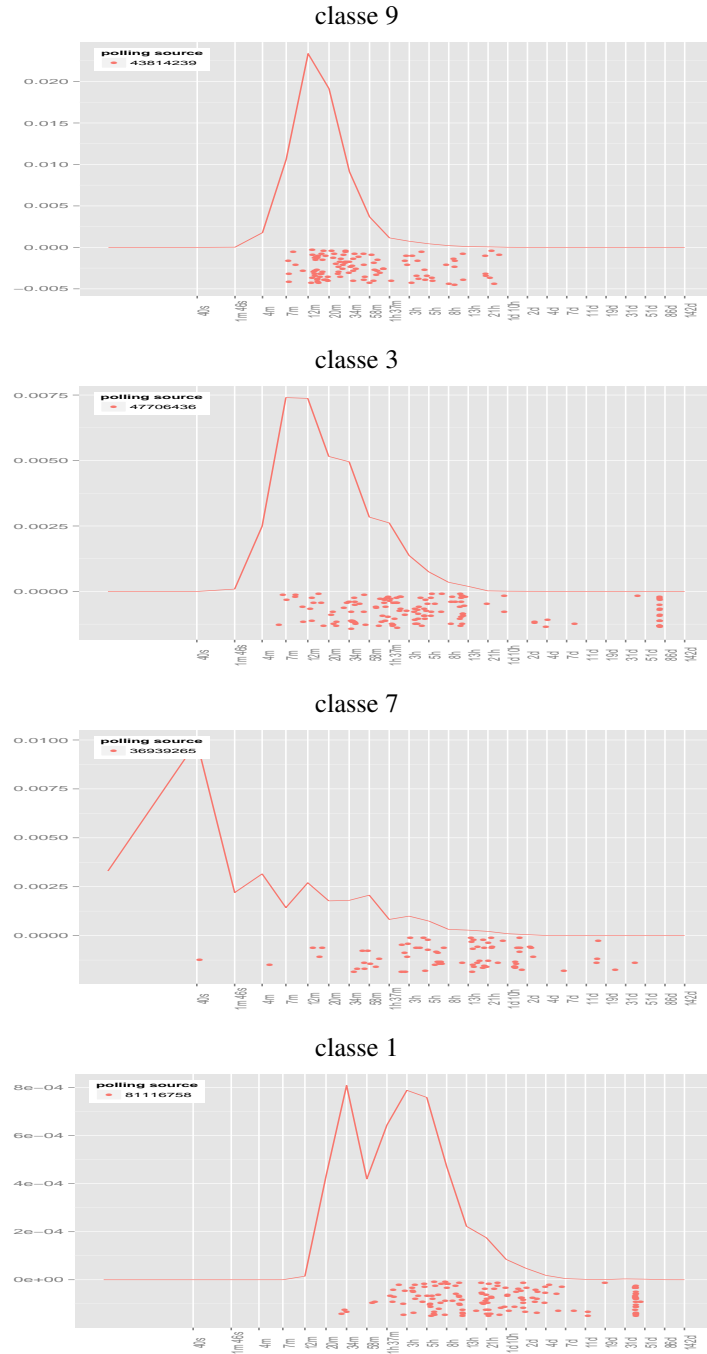 classe 9
polling source
43814239
0.020
0.015
0.010
0.005
0.000
−0.005
40s 1m 46s 4m 7m 12m 20m 34m 58m 1h 37m 3h 5h 8h 13h 21h 1d 10h 2d 4d 7d 11d 19d 31d 51d 86d 142d
classe 3
polling source
47706436
0.0075
0.0050
0.0025
0.0000
40s 1m 46s 4m 7m 12m 20m 34m 58m 1h 37m 3h 5h 8h 13h 21h 1d 10h 2d 4d 7d 11d 19d 31d 51d 86d 142d
classe 7
polling source
36939265
0.0100
0.0075
0.0050
0.0025
0.0000
40s 1m 46s 4m 7m 12m 20m 34m 58m 1h 37m 3h 5h 8h 13h 21h 1d 10h 2d 4d 7d 11d 19d 31d 51d 86d 142d
classe 1
polling source
81116758
8e−04
6e−04
4e−04
2e−04
0e+00
40s 1m 46s 4m 7m 12m 20m 34m 58m 1h 37m 3h 5h 8h 13h 21h 1d 10h 2d 4d 7d 11d 19d 31d 51d 86d 142d